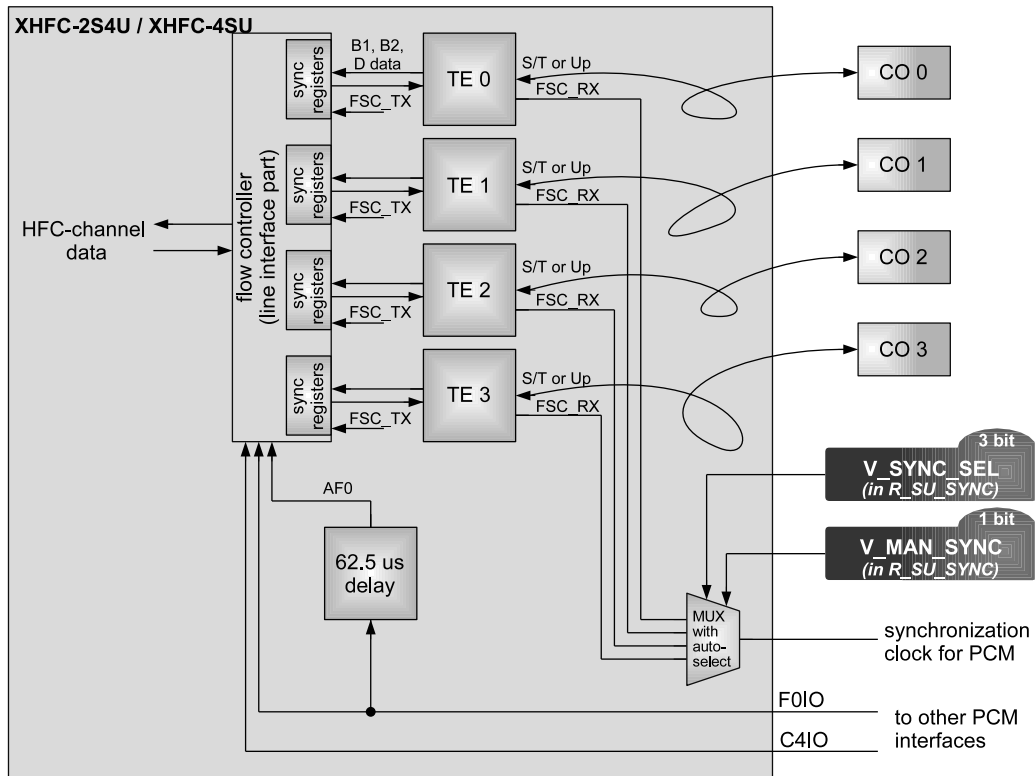 XHFC-2S4U / XHFC-4SU
sync
registers
B1, B2,
D data
FSC_TX
TE 0
S/T or Up
FSC_RX
CO 0
sync
registers
FSC_TX
TE 1
S/T or Up
FSC_RX
CO 1
HFC-channel
data
flow controller
(line interface part)
sync
registers
FSC_TX
TE 2
S/T or Up
FSC_RX
CO 2
sync
registers
FSC_TX
TE 3
S/T or Up
FSC_RX
CO 3
3 bit
V_SYNC_SEL
(in R_SU_SYNC)
1 bit
V_MAN_SYNC
(in R_SU_SYNC)
AF0
62.5 us
delay
MUX
with
auto-
select
synchronization
clock for PCM
F0IO
C4IO
to other PCM
interfaces